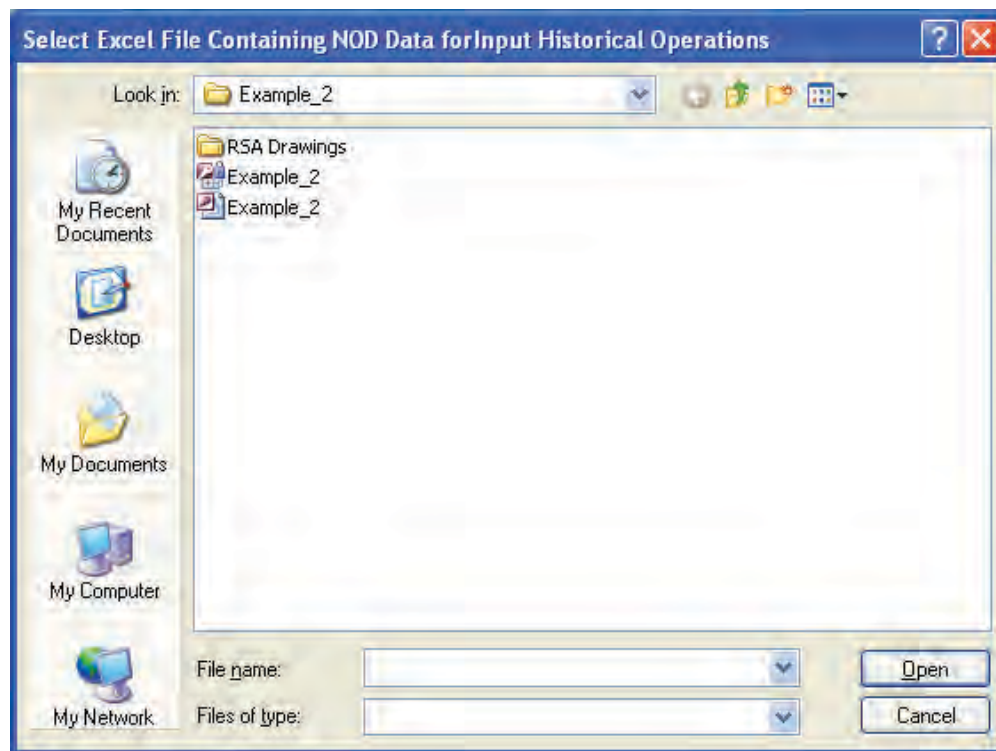 Select Excel File Containing NOD Data forInput Historical Operations
Look in: Example_2
RSA Drawings
Example_2
Example_2
My Recent
Documents
Desktop
My Documents
My Computer
My Network
File name:
Open
Files of type:
Cancel